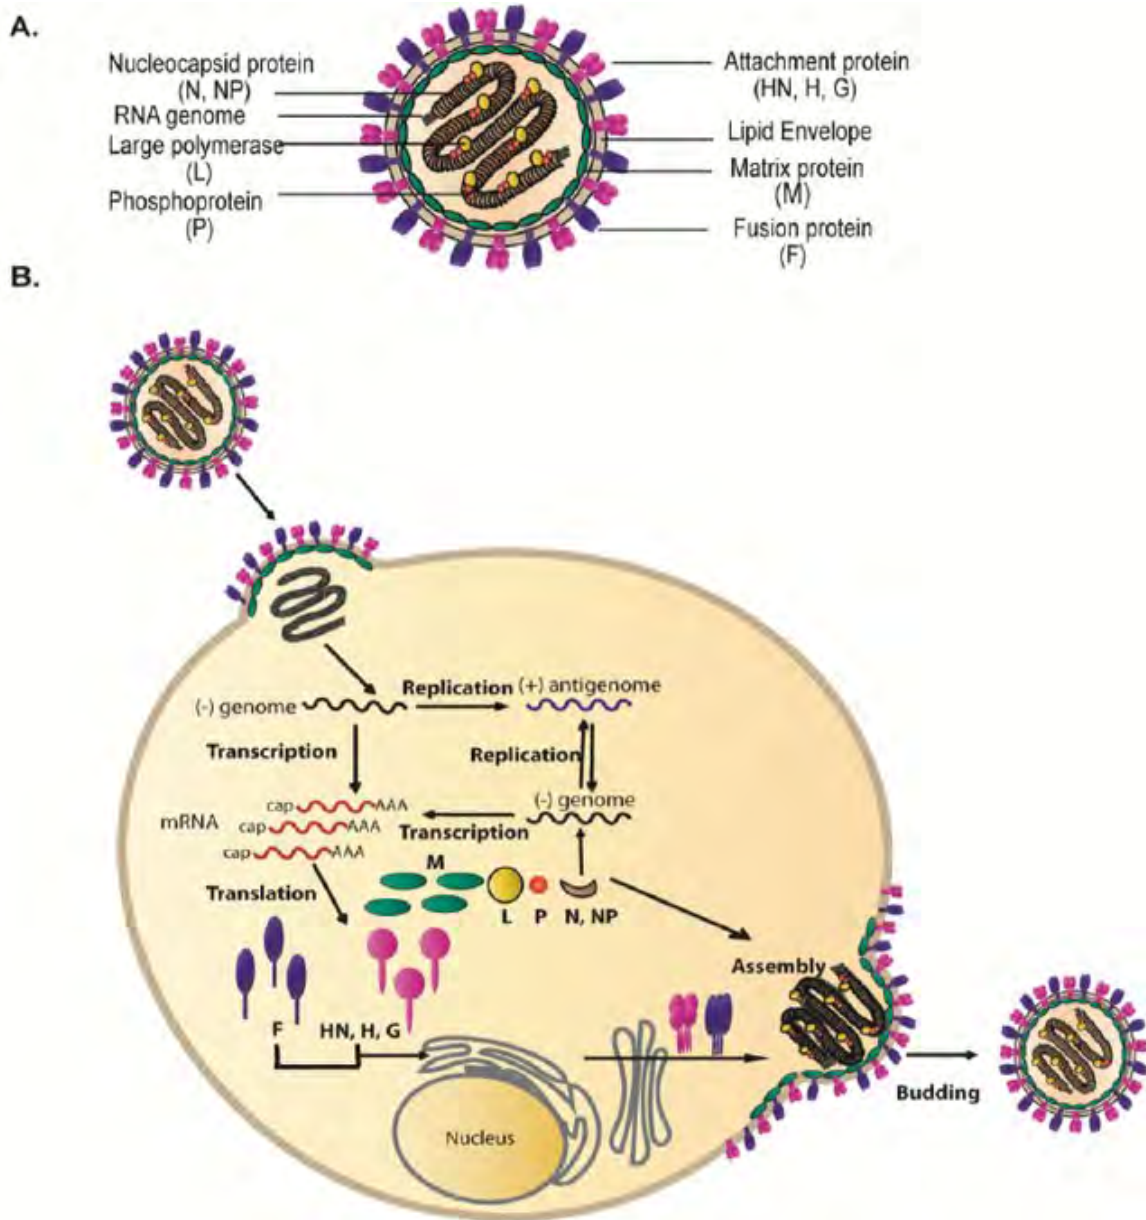 A.
Nucleocapsid protein
(N, NP)
RNA genome
Large polymerase
(L)
Phosphoprotein
(P)
Attachment protein
(HN, H, G)
Lipid Envelope
Matrix protein
(M)
Fusion protein
(F)
B.
(-) genome
Replication
(+) antigenome
Transcription
Replication
(-) genome
mRNA
cap AAA
cap AAA
cap AAA
Transcription
Translation
M
L
P
N, NP
F
HN, H, G
Assembly
Budding
Nucleus